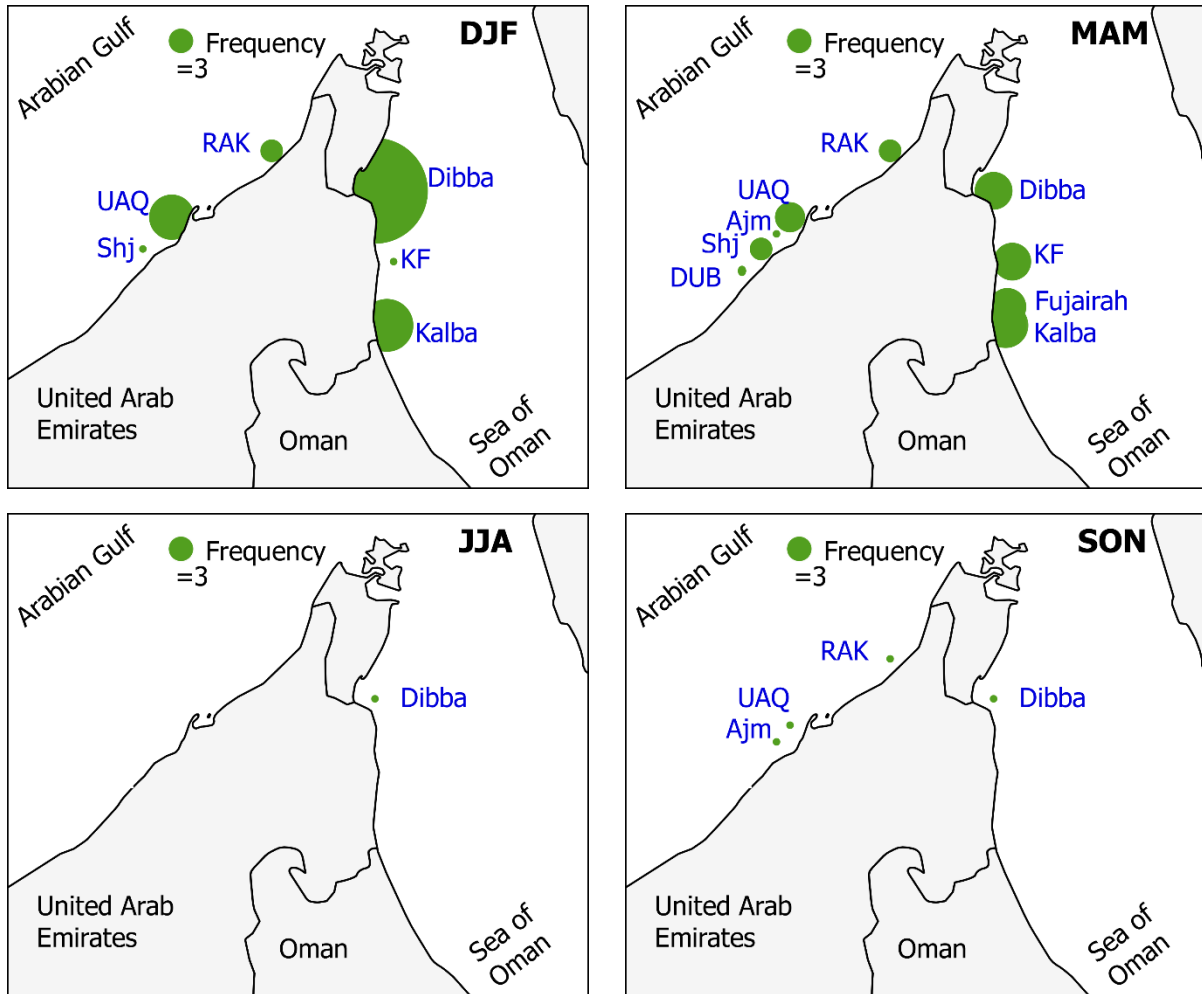 Arabian Gulf
Frequency
=3
DJF
RAK
Dibba
UAQ
Shj
KF
Kalba
United Arab
Emirates
Oman
Sea of
Oman
Arabian Gulf
Frequency
=3
MAM
RAK
UAQ
Dibba
Ajm
Shj
KF
DUB
Fujairah
Kalba
United Arab
Emirates
Oman
Sea of
Oman
Arabian Gulf
Frequency
=3
JJA
Dibba
United Arab
Emirates
Oman
Sea of
Oman
Arabian Gulf
Frequency
=3
SON
RAK
UAQ
Dibba
Ajm
United Arab
Emirates
Oman
Sea of
Oman